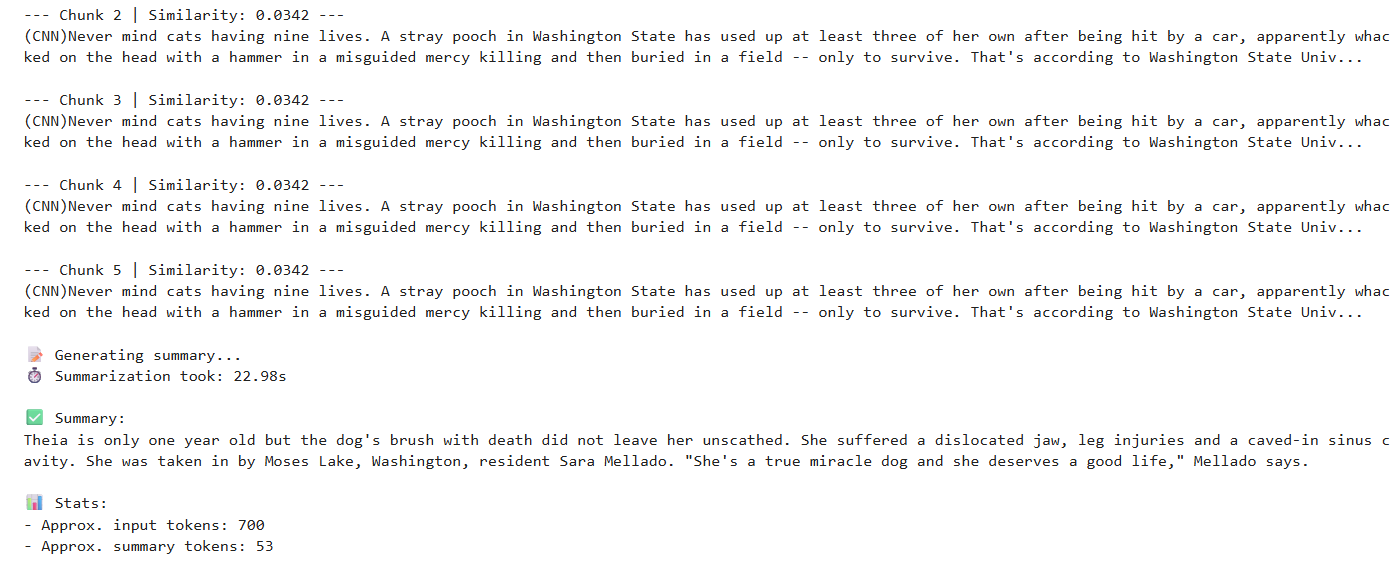 --- Chunk 2 | Similarity: 0.0342 ---
(CNN)Never mind cats having nine lives. A stray pooch in Washington State has used up at least three of her own after being hit by a car, apparently whac
ked on the head with a hammer in a misguided mercy killing and then buried in a field -- only to survive. That's according to Washington State Univ...
--- Chunk 3 | Similarity: 0.0342 ---
(CNN)Never mind cats having nine lives. A stray pooch in Washington State has used up at least three of her own after being hit by a car, apparently whac
ked on the head with a hammer in a misguided mercy killing and then buried in a field -- only to survive. That's according to Washington State Univ...
--- Chunk 4 | Similarity: 0.0342 ---
(CNN)Never mind cats having nine lives. A stray pooch in Washington State has used up at least three of her own after being hit by a car, apparently whac
ked on the head with a hammer in a misguided mercy killing and then buried in a field -- only to survive. That's according to Washington State Univ...
--- Chunk 5 | Similarity: 0.0342 ---
(CNN)Never mind cats having nine lives. A stray pooch in Washington State has used up at least three of her own after being hit by a car, apparently whac
ked on the head with a hammer in a misguided mercy killing and then buried in a field -- only to survive. That's according to Washington State Univ...
📝 Generating summary...
⏱️ Summarization took: 22.98s
✅ Summary:
Theia is only one year old but the dog's brush with death did not leave her unscathed. She suffered a dislocated jaw, leg injuries and a caved-in sinus c
avity. She was taken in by Moses Lake, Washington, resident Sara Mellado. "She's a true miracle dog and she deserves a good life," Mellado says.
📊 Stats:
- Approx. input tokens: 700
- Approx. summary tokens: 53